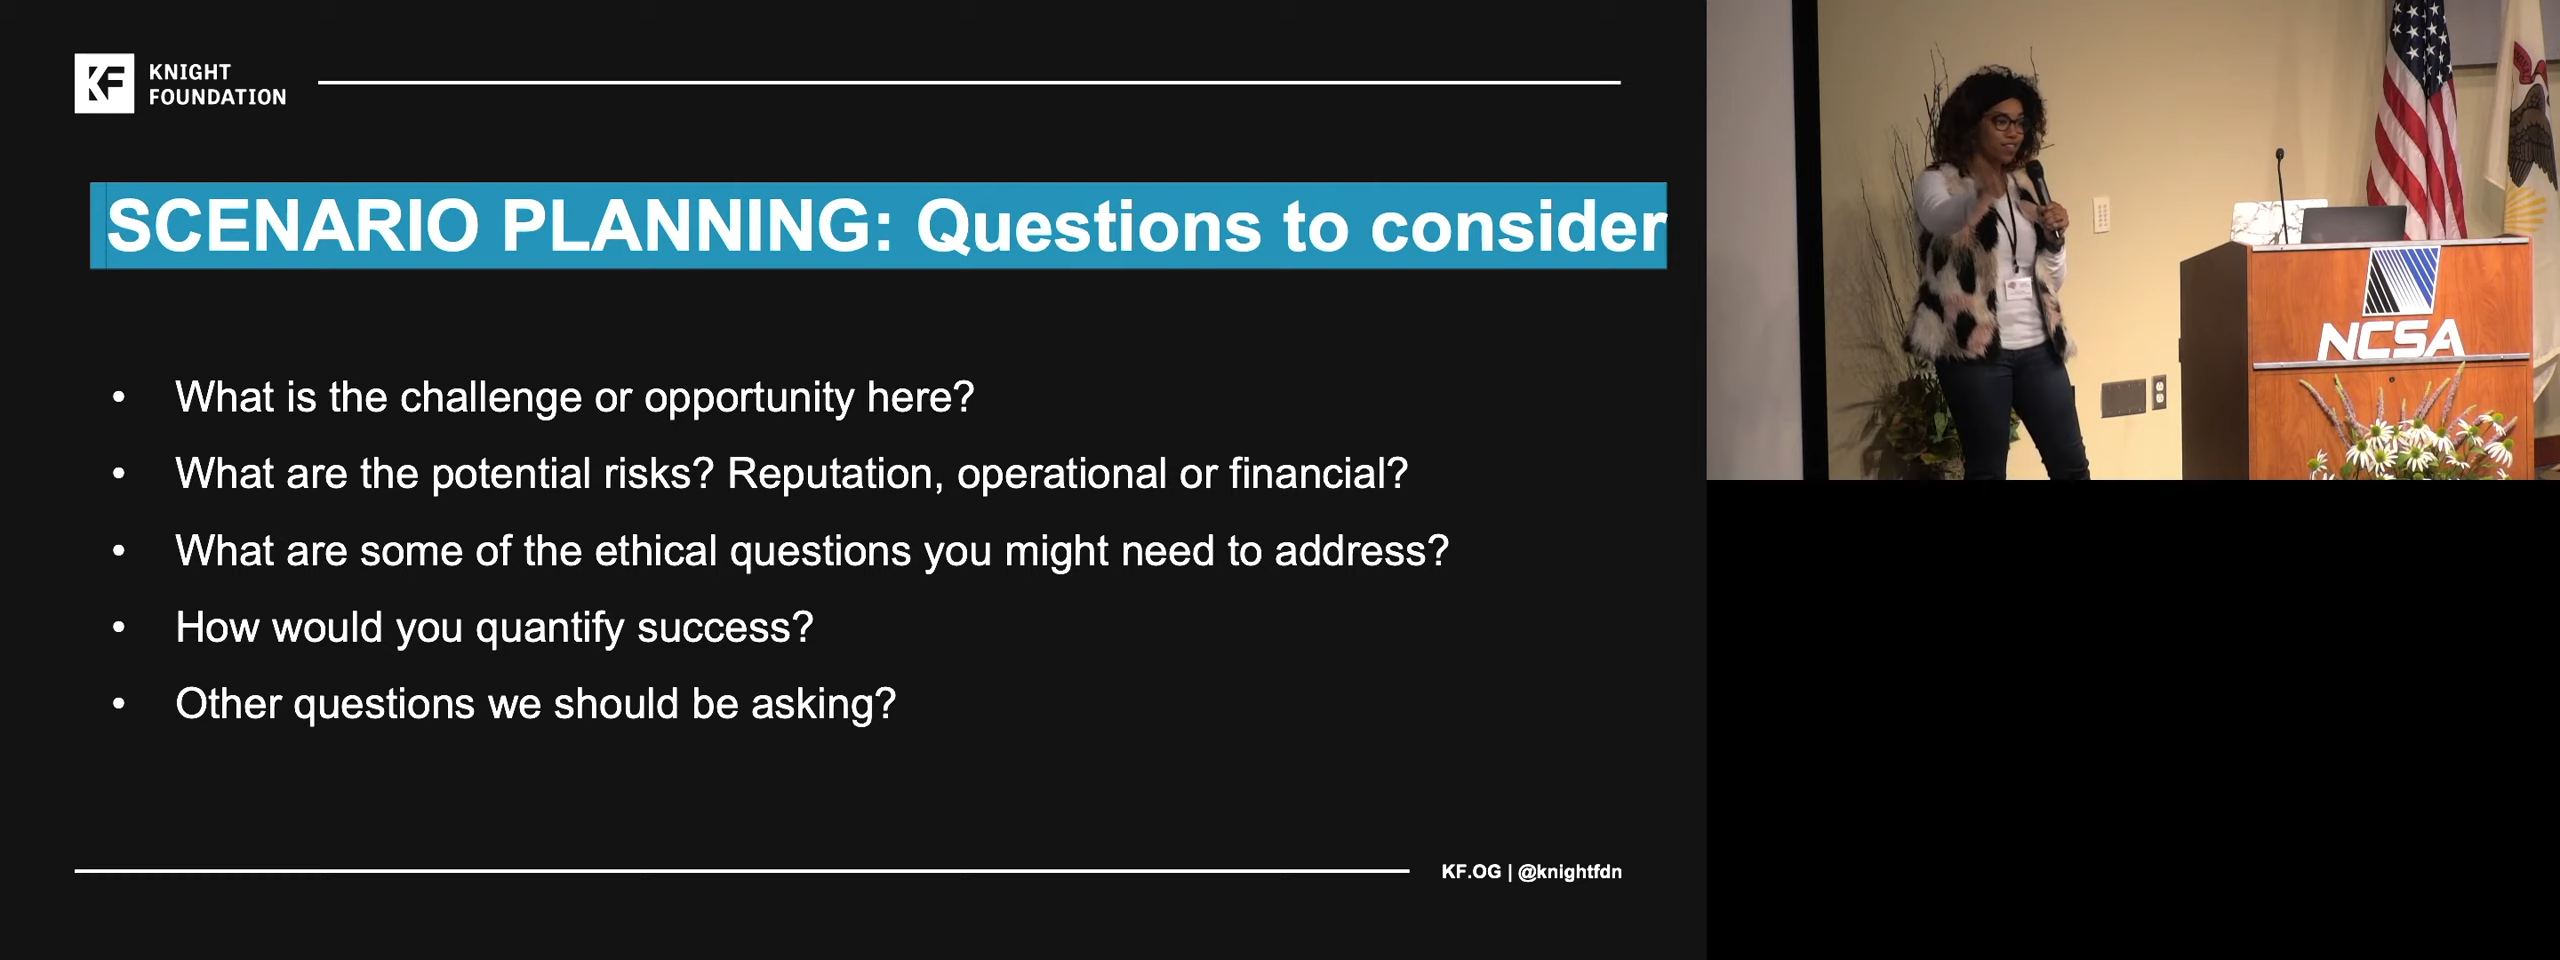 KF
KNIGHT
FOUNDATION
SCENARIO PLANNING: Questions to consider
• What is the challenge or opportunity here?
• What are the potential risks? Reputation, operational or financial?
• What are some of the ethical questions you might need to address?
• How would you quantify success?
• Other questions we should be asking?
KF.OG | @knightfdn
NCSA